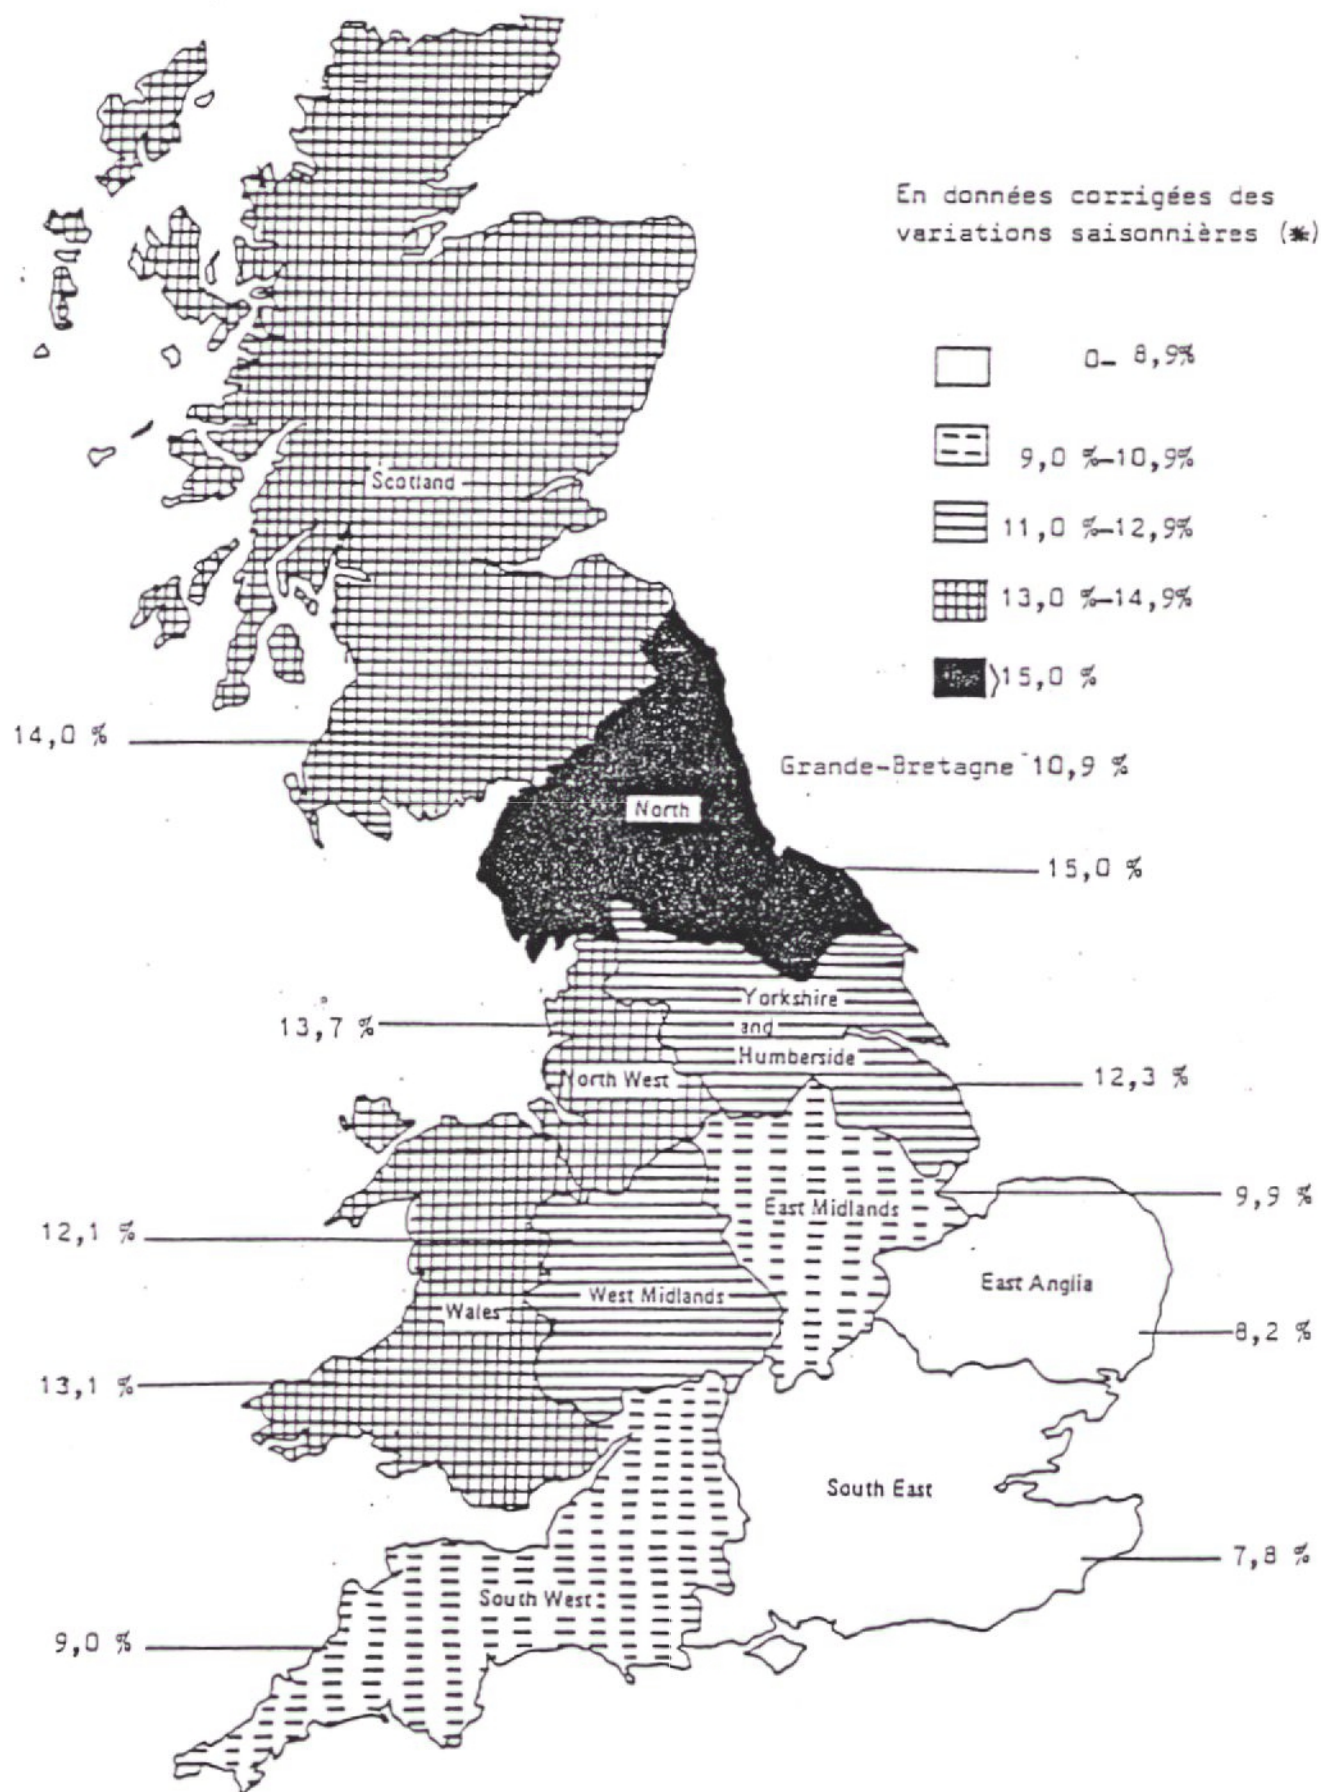 En données corrigées des
variations saisonnières (*)
0- 8,9%
9,0 %-10,9%
11,0 %-12,9%
13,0 %-14,9%
>15,0 %
Scotland
14,0 %
Grande-Bretagne 10,9 %
North
15,0 %
Yorkshire
and
Humberside
13,7 %
North West
12,3 %
East Midlands
9,9 %
12,1 %
East Anglia
West Midlands
Wales
8,2 %
13,1 %
South East
7,8 %
South West
9,0 %